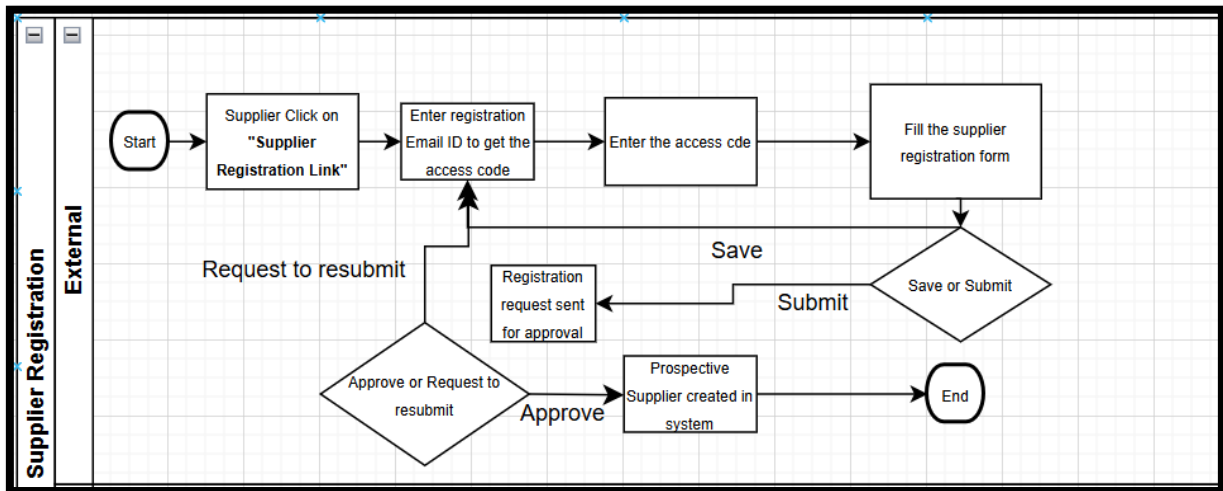 Supplier Registration
External
Start
Supplier Click on
"Supplier
Registration Link"
Enter registration
Email ID to get the
access code
Enter the access cde
Fill the supplier
registration form
Save
Request to resubmit
Registration
request sent
for approval
Submit
Save or Submit
Approve or Request to
resubmit
Approve
Prospective
Supplier created in
system
End